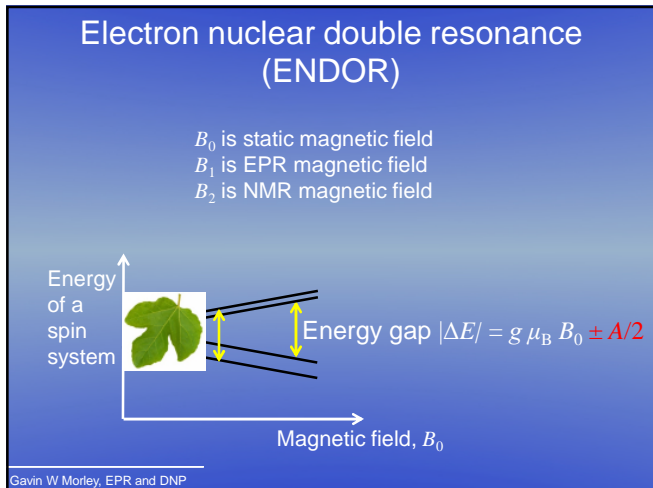 Electron nuclear double resonance
(ENDOR)
B₀ is static magnetic field
B₁ is EPR magnetic field
B₂ is NMR magnetic field
Energy
of a
spin
system
Energy gap |ΔE| = g μ_B B₀ ± A/2
Magnetic field, B₀
Gavin W Morley, EPR and DNP